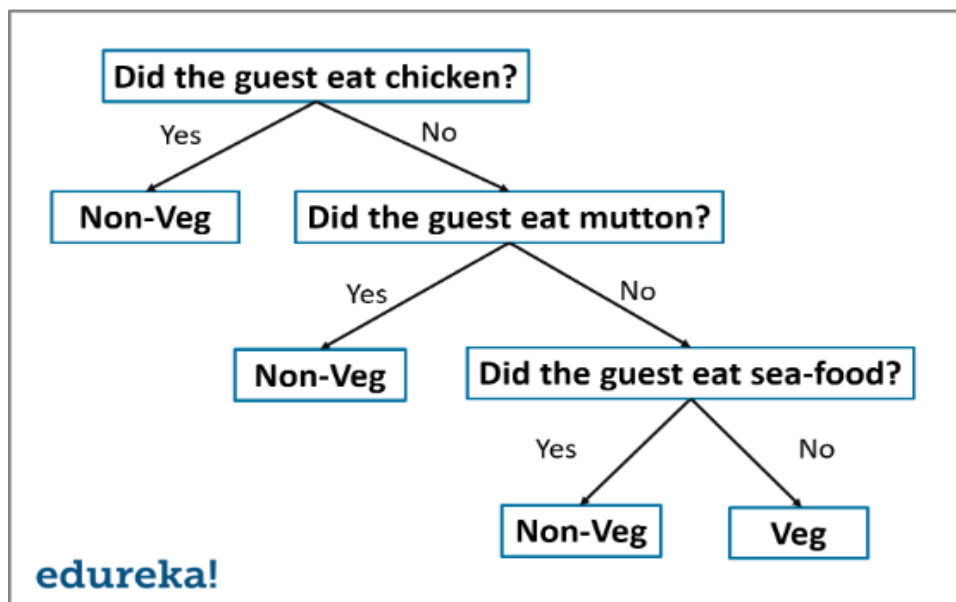 Did the guest eat chicken?
Yes
No
Non-Veg
Did the guest eat mutton?
Yes
No
Non-Veg
Did the guest eat sea-food?
Yes
No
Non-Veg
Veg
edureka!